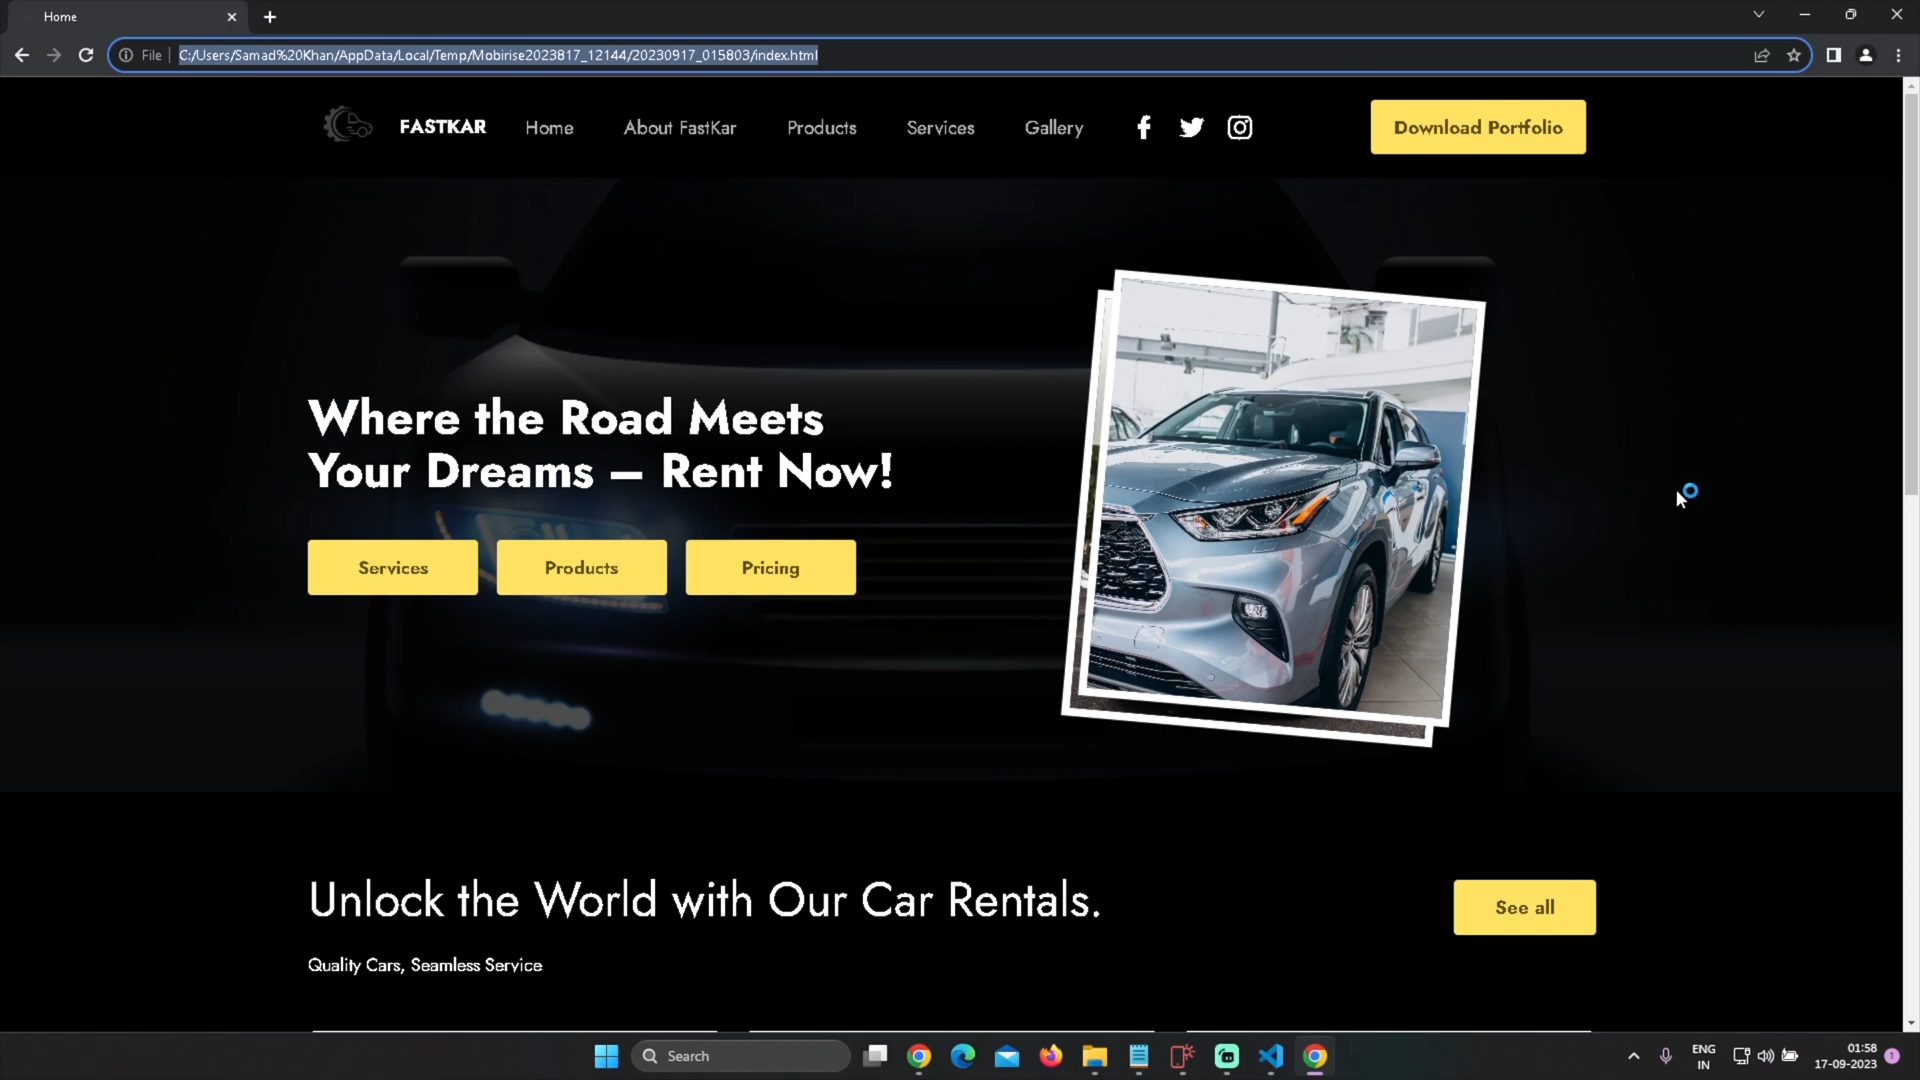 Home
File
C:/Users/Samad%20Khan/AppData/Local/Temp/Mobirise2023817_12144/20230917_015803/index.html
FASTKAR
Home
About FastKar
Products
Services
Gallery
Download Portfolio
Where the Road Meets
Your Dreams — Rent Now!
Services
Products
Pricing
Unlock the World with Our Car Rentals.
See all
Quality Cars, Seamless Service
Search
ENG
IN
01:58
17-09-2023
1